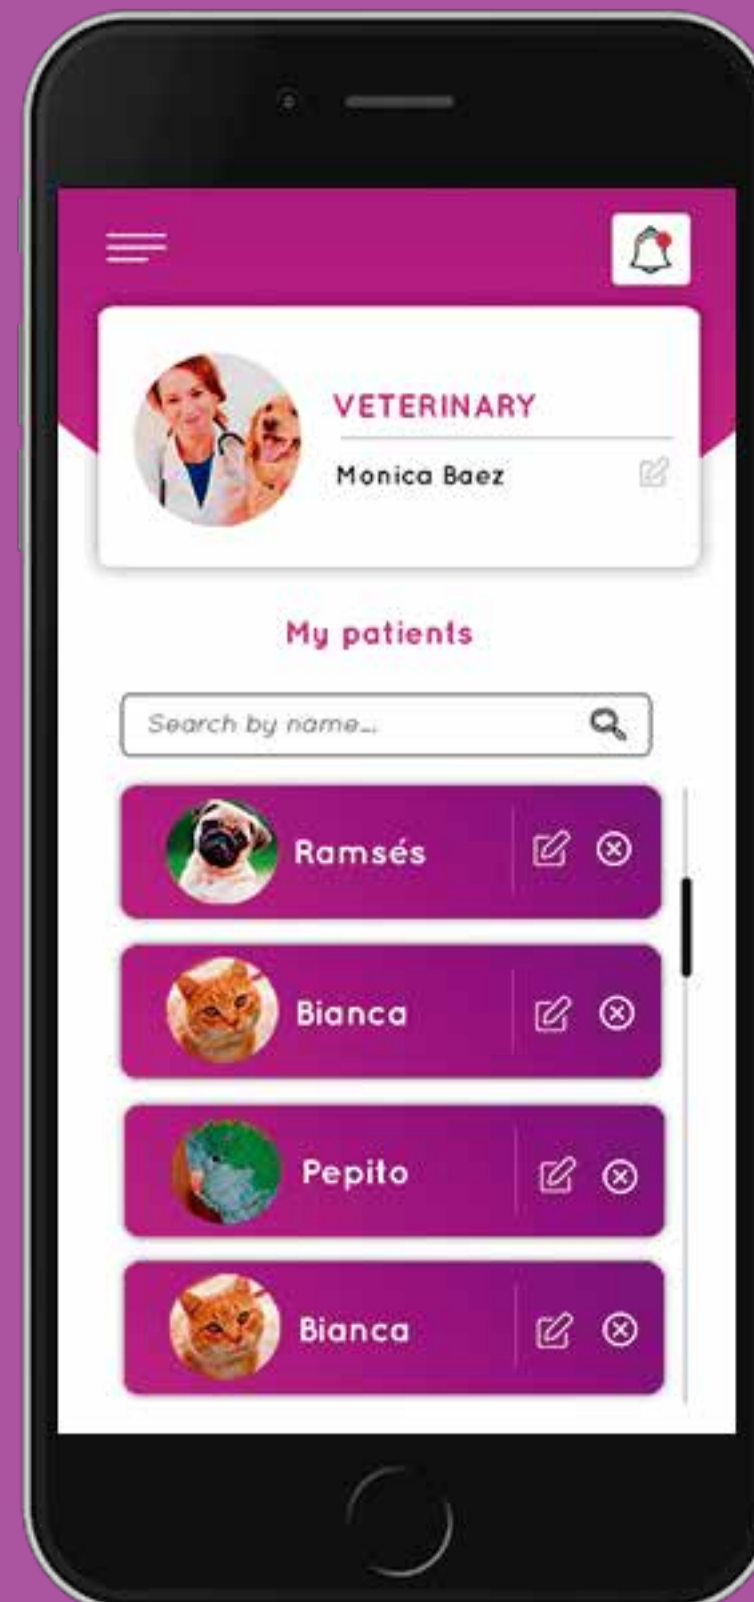 VETERINARY
Monica Baez
My patients
Search by name...
Ramsés
Bianca
Pepito
Bianca